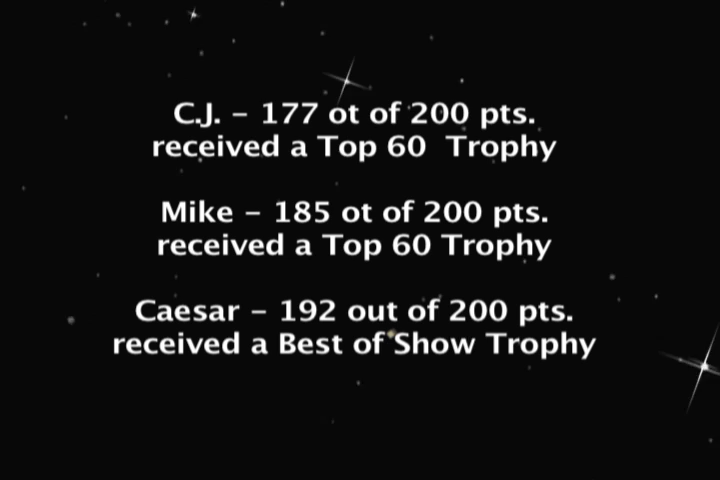 C.J. – 177 ot of 200 pts.
received a Top 60  Trophy
Mike – 185 ot of 200 pts.
received a Top 60 Trophy
Caesar – 192 out of 200 pts.
received a Best of Show Trophy